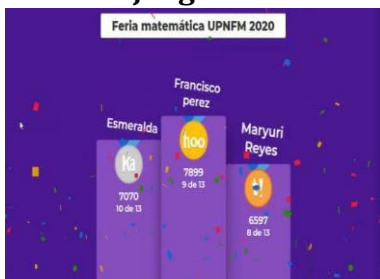 Feria matemática UPNFM 2020
Francisco
perez
Esmeralda
Maryuri
Reyes
Ka
hoo
t!
7070
10 de 13
7899
9 de 13
6597
8 de 13